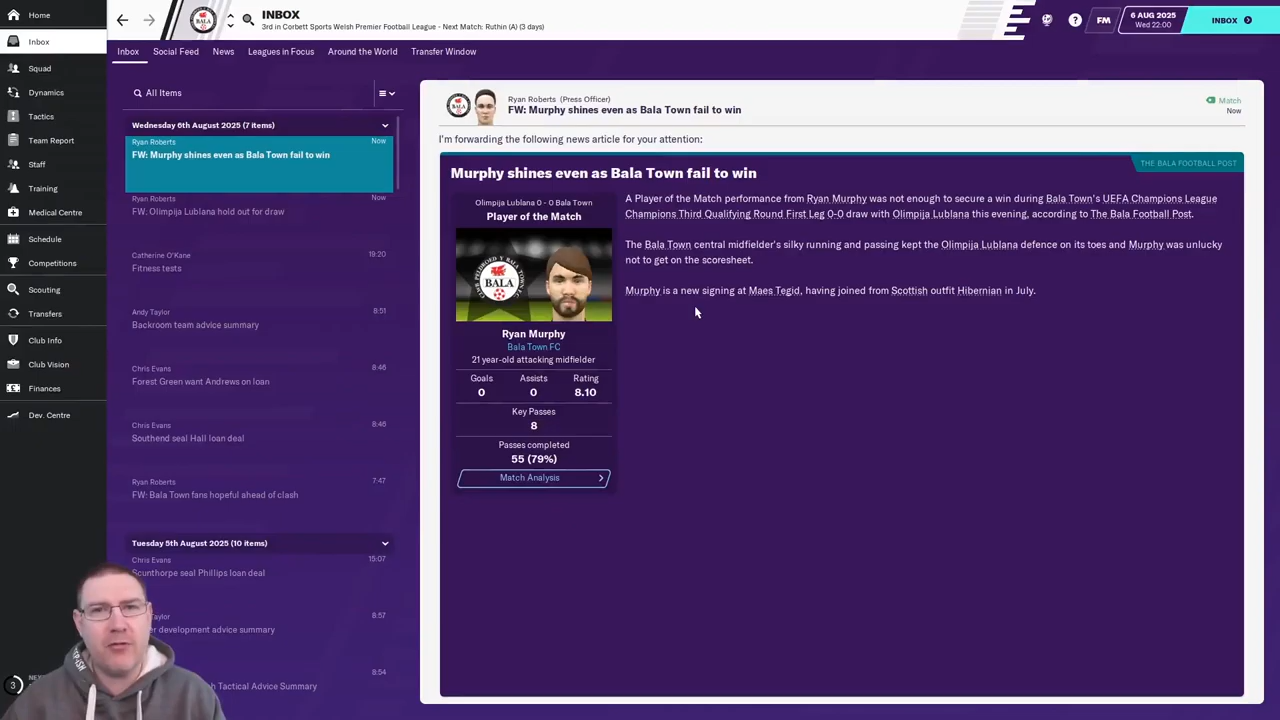 Home
Inbox
Squad
Dynamics
Tactics
Team Report
Staff
Training
Medical Centre
Schedule
Competitions
Scouting
Transfers
Club Info
Club Vision
Finances
Dev. Centre
3
INBOX
3rd in Corbett Sports Welsh Premier Football League - Next Match: Ruthin (A) (3 days)
?
FM
6 AUG 2025
Wed 22:00
INBOX
Inbox
Social Feed
News
Leagues in Focus
Around the World
Transfer Window
All Items
Wednesday 6th August 2025 (7 items)
Ryan Roberts Now
FW: Murphy shines even as Bala Town fail to win
Ryan Roberts Now
FW: Olimpija Lublana hold out for draw
Catherine O'Kane 19:20
Fitness tests
Andy Taylor 8:51
Backroom team advice summary
Chris Evans 8:46
Forest Green want Andrews on loan
Chris Evans 8:46
Southend seal Hall loan deal
Ryan Roberts 7:47
FW: Bala Town fans hopeful ahead of clash
Tuesday 5th August 2025 (10 items)
Chris Evans 15:07
Scunthorpe seal Phillips loan deal
Taylor 8:57
development advice summary
8:54
Tactical Advice Summary
Ryan Roberts (Press Officer)
FW: Murphy shines even as Bala Town fail to win
Match
Now
I'm forwarding the following news article for your attention:
THE BALA FOOTBALL POST
Murphy shines even as Bala Town fail to win
Olimpija Lublana 0 - 0 Bala Town
Player of the Match
BALA
Ryan Murphy
Bala Town FC
21 year-old attacking midfielder
Goals Assists Rating
0 0 8.10
Key Passes
8
Passes completed
55 (79%)
Match Analysis
A Player of the Match performance from Ryan Murphy was not enough to secure a win during Bala Town's UEFA Champions League
Champions Third Qualifying Round First Leg 0-0 draw with Olimpija Lublana this evening, according to The Bala Football Post.
The Bala Town central midfielder's silky running and passing kept the Olimpija Lublana defence on its toes and Murphy was unlucky
not to get on the scoresheet.
Murphy is a new signing at Maes Tegid, having joined from Scottish outfit Hibernian in July.